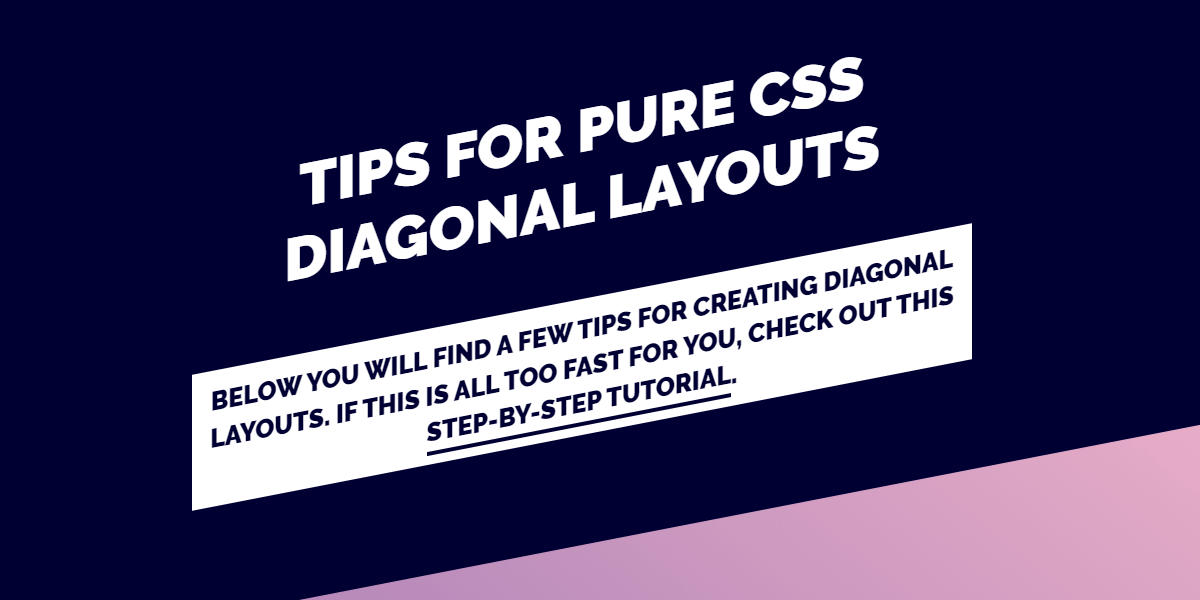 TIPS FOR PURE CSS
DIAGONAL LAYOUTS
BELOW YOU WILL FIND A FEW TIPS FOR CREATING DIAGONAL
LAYOUTS. IF THIS IS ALL TOO FAST FOR YOU, CHECK OUT THIS
STEP-BY-STEP TUTORIAL.